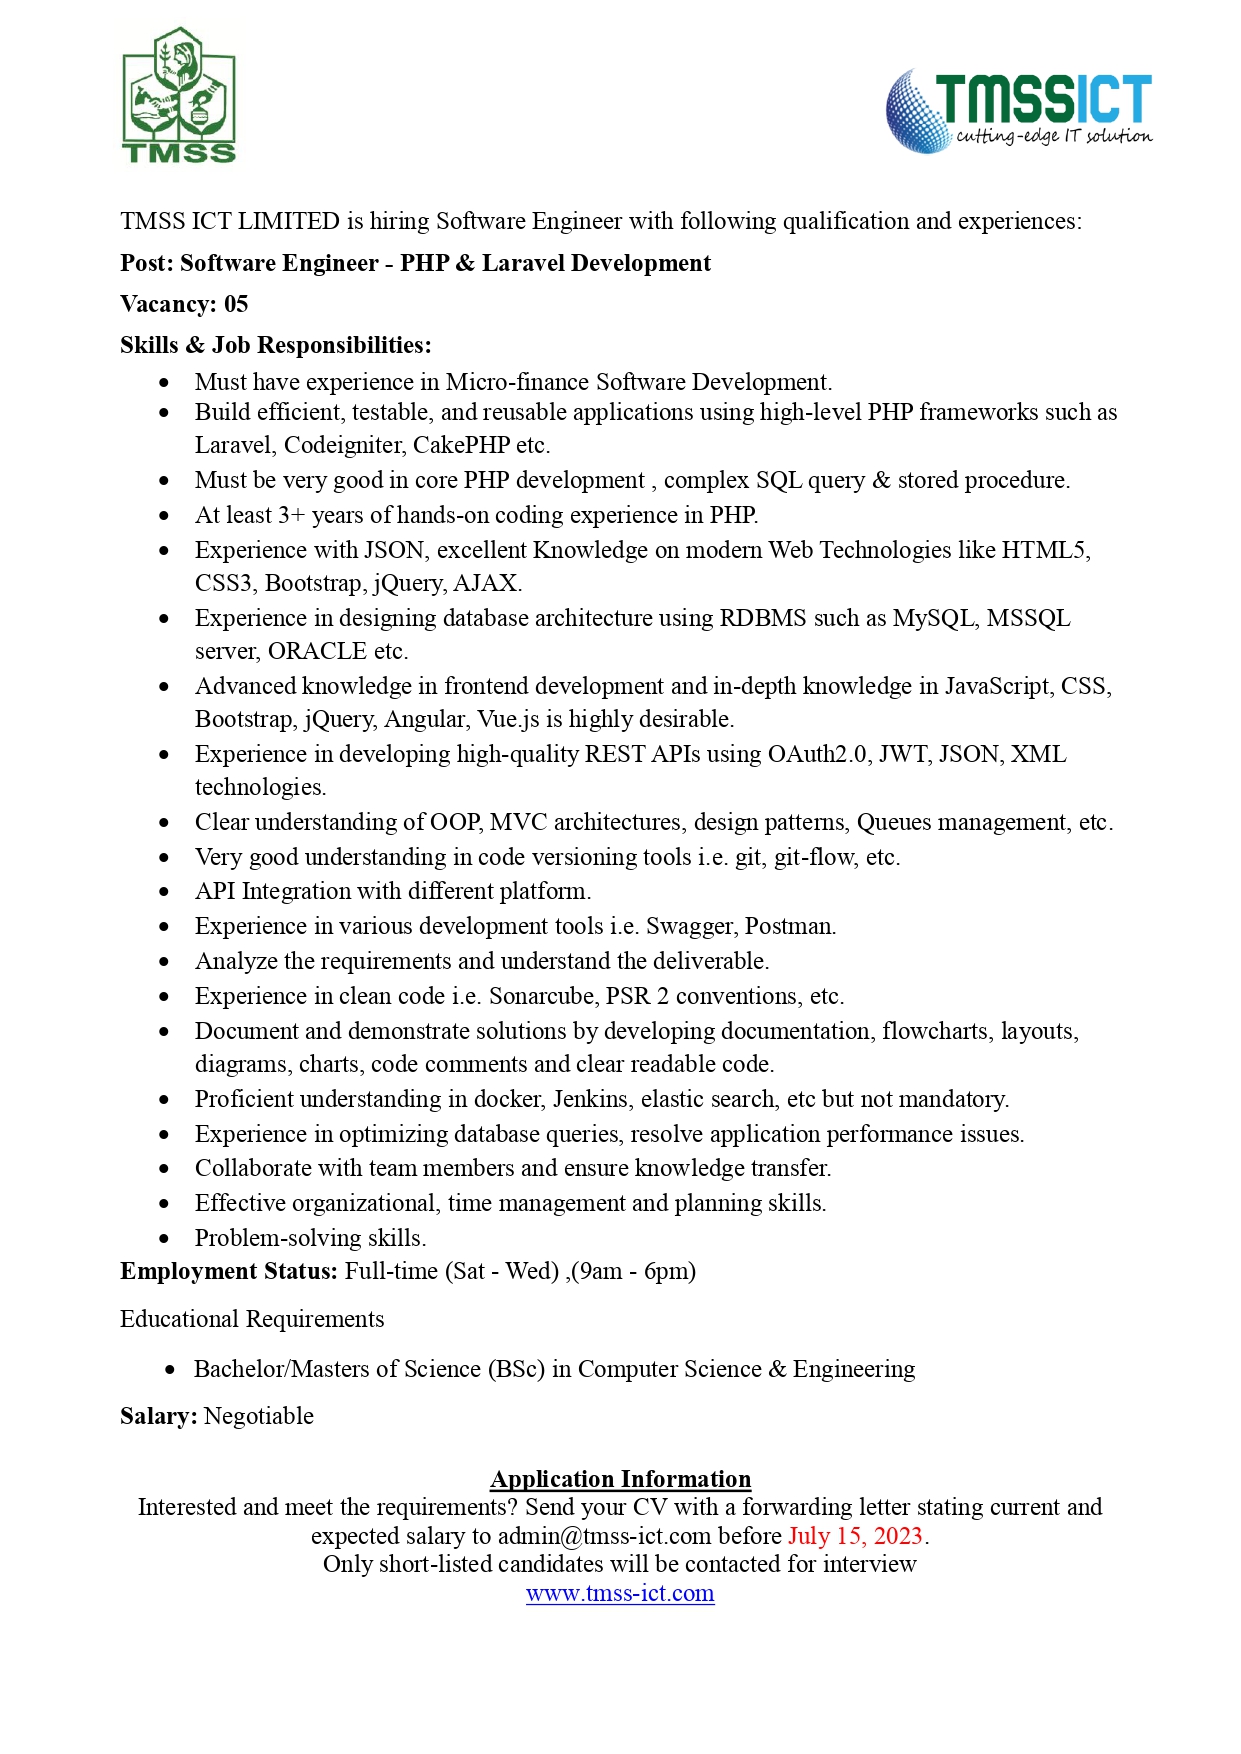 TMSS
TMSSICT
cutting-edge IT solution
TMSS ICT LIMITED is hiring Software Engineer with following qualification and experiences:
Post: Software Engineer - PHP & Laravel Development
Vacancy: 05
Skills & Job Responsibilities:
• Must have experience in Micro-finance Software Development.
• Build efficient, testable, and reusable applications using high-level PHP frameworks such as
Laravel, Codeigniter, CakePHP etc.
• Must be very good in core PHP development , complex SQL query & stored procedure.
• At least 3+ years of hands-on coding experience in PHP.
• Experience with JSON, excellent Knowledge on modern Web Technologies like HTML5,
CSS3, Bootstrap, jQuery, AJAX.
• Experience in designing database architecture using RDBMS such as MySQL, MSSQL
server, ORACLE etc.
• Advanced knowledge in frontend development and in-depth knowledge in JavaScript, CSS,
Bootstrap, jQuery, Angular, Vue.js is highly desirable.
• Experience in developing high-quality REST APIs using OAuth2.0, JWT, JSON, XML
technologies.
• Clear understanding of OOP, MVC architectures, design patterns, Queues management, etc.
• Very good understanding in code versioning tools i.e. git, git-flow, etc.
• API Integration with different platform.
• Experience in various development tools i.e. Swagger, Postman.
• Analyze the requirements and understand the deliverable.
• Experience in clean code i.e. Sonarcube, PSR 2 conventions, etc.
• Document and demonstrate solutions by developing documentation, flowcharts, layouts,
diagrams, charts, code comments and clear readable code.
• Proficient understanding in docker, Jenkins, elastic search, etc but not mandatory.
• Experience in optimizing database queries, resolve application performance issues.
• Collaborate with team members and ensure knowledge transfer.
• Effective organizational, time management and planning skills.
• Problem-solving skills.
Employment Status: Full-time (Sat - Wed) ,(9am - 6pm)
Educational Requirements
• Bachelor/Masters of Science (BSc) in Computer Science & Engineering
Salary: Negotiable
Application Information
Interested and meet the requirements? Send your CV with a forwarding letter stating current and
expected salary to admin@tmss-ict.com before July 15, 2023.
Only short-listed candidates will be contacted for interview
www.tmss-ict.com